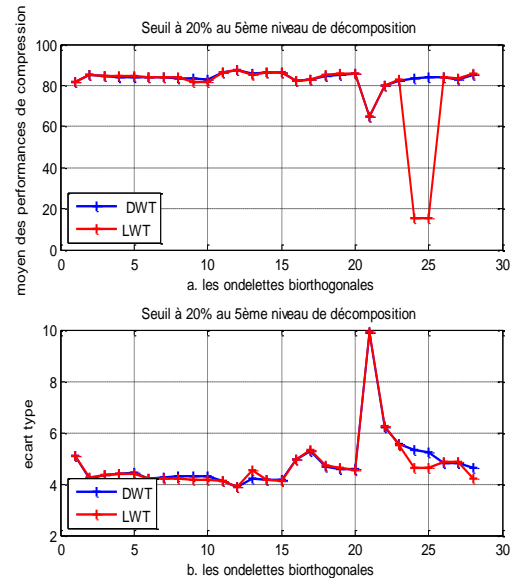 Seuil à 20% au 5ème niveau de décomposition
moyen des performances de compression
100
80
60
40
20
0
DWT
LWT
0 5 10 15 20 25 30
a. les ondelettes biorthogonales
Seuil à 20% au 5ème niveau de décomposition
ecart type
10
8
6
4
2
DWT
LWT
0 5 10 15 20 25 30
b. les ondelettes biorthogonales